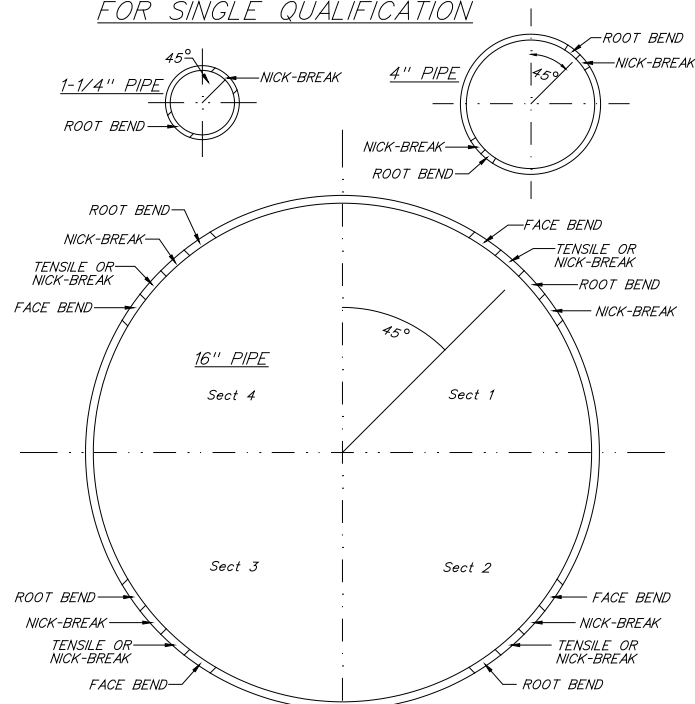 FOR SINGLE QUALIFICATION
45°
NICK-BREAK
1-1/4" PIPE
ROOT BEND
ROOT BEND
NICK-BREAK
4" PIPE
45°
NICK-BREAK
ROOT BEND
ROOT BEND
NICK-BREAK
TENSILE OR
NICK-BREAK
FACE BEND
FACE BEND
TENSILE OR
NICK-BREAK
ROOT BEND
NICK-BREAK
45°
16" PIPE
Sect 4
Sect 1
Sect 3
Sect 2
ROOT BEND
NICK-BREAK
TENSILE OR
NICK-BREAK
FACE BEND
FACE BEND
NICK-BREAK
TENSILE OR
NICK-BREAK
ROOT BEND